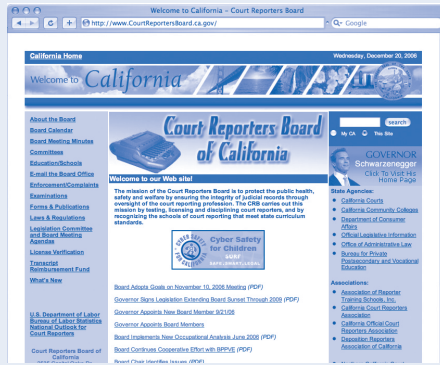 Welcome to California - Court Reporters Board
http://www.CourtReportersBoard.ca.gov/
Google
California Home
Wednesday, December 20, 2006
Welcome to California
About the Board
Board Calendar
Board Meeting Minutes
Committees
Education/Schools
E-mail the Board Office
Enforcement/Complaints
Examinations
Forms & Publications
Laws & Regulations
Legislation Committee
and Board Meeting
Agendas
License Verification
Transcript
Reimbursement Fund
What's New
U.S. Department of Labor
Bureau of Labor Statistics
National Outlook for
Court Reporters
Court Reporters Board of
California
Court Reporters Board
of California
Welcome to our Web site!
The mission of the Court Reporters Board is to protect the public health,
safety and welfare by ensuring the integrity of judicial records through
oversight of the court reporting profession. The CRB carries out this
mission by testing, licensing and disciplining court reporters, and by
recognizing the schools of court reporting that meet state curriculum
standards.
CYBER SAFETY
FOR CHILDREN
Cyber Safety
for Children
SURF
SAFELY SMART LEGAL
Board Adopts Goals on November 10, 2006 Meeting (PDF)
Governor Signs Legislation Extending Board Sunset Through 2009 (PDF)
Governor Appoints New Board Member 9/21/06
Governor Appoints Board Members
Board Implements New Occupational Analysis June 2006 (PDF)
Board Continues Cooperative Effort with BPPVE (PDF)
Board Chair Identifies Issues (PDF)
search
My CA
This Site
GOVERNOR
Schwarzenegger
Click To Visit His
Home Page
State Agencies:
California Courts
California Community Colleges
Department of Consumer
Affairs
Official Legislative Information
Office of Administrative Law
Bureau for Private
Postsecondary and Vocational
Education
Associations:
Association of Reporter
Training Schools, Inc.
California Court Reporters
Association
California Official Court
Reporters Association
Deposition Reporters
Association of California